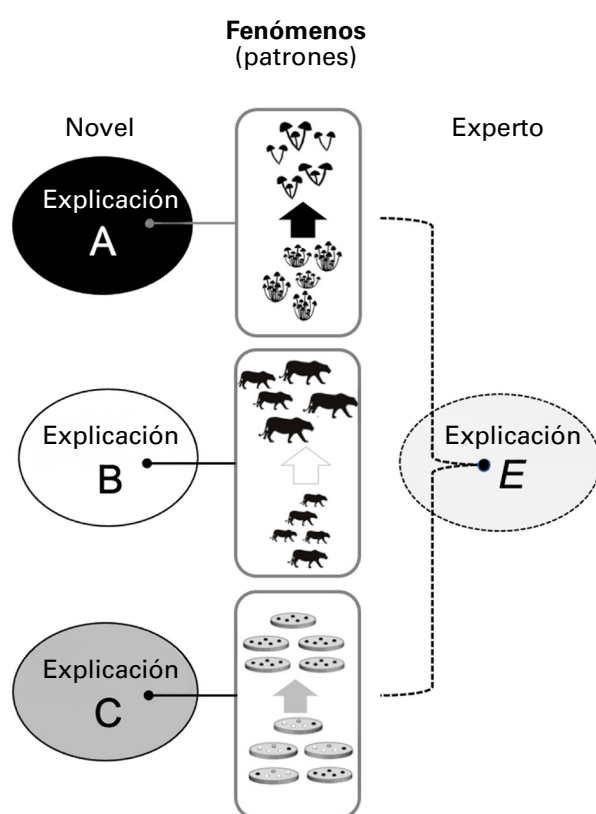 Fenómenos
(patrones)
Novel
Experto
Explicación
A
Explicación
B
Explicación
E
Explicación
C